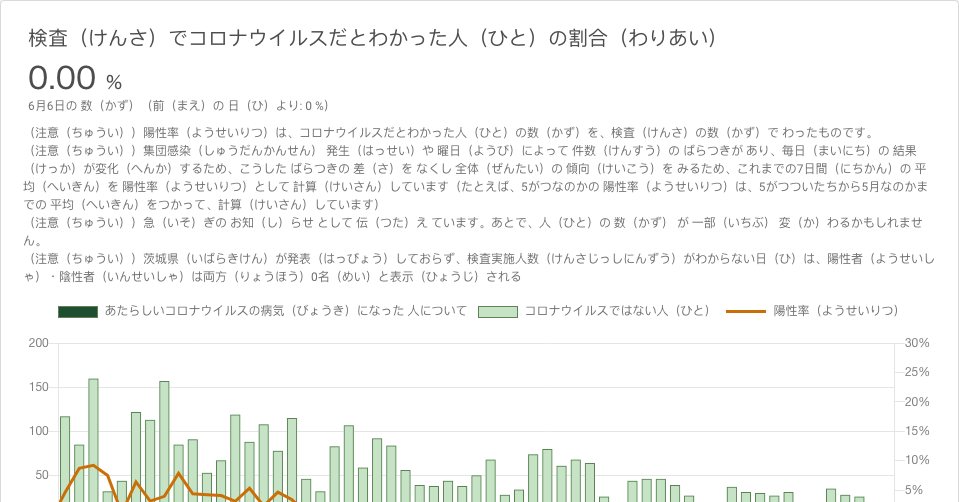 検査（けんさ）でコロナウイルスだとわかった人（ひと）の割合（わりあい）
0.00 %
6月6日の 数（かず）（前（まえ）の 日（ひ）より: 0 %）
（注意（ちゅうい））陽性率（ようせいりつ）は、コロナウイルスだとわかった人（ひと）の数（かず）を、検査（けんさ）の数（かず）で わったものです。
（注意（ちゅうい））集団感染（しゅうだんかんせん） 発生（はっせい）や 曜日（ようび）によって 件数（けんすう）の ばらつきが あり、毎日（まいにち）の 結果
（けっか）が変化（へんか）するため、こうした ばらつきの 差（さ）を なくし 全体（ぜんたい）の 傾向（けいこう）を みるため、これまでの7日間（にちかん）の 平
均（へいきん）を 陽性率（ようせいりつ）として 計算（けいさん）しています（たとえば、5がつなのかの 陽性率（ようせいりつ）は、5がつついたちから5月なのかま
での 平均（へいきん）をつかって、計算（けいさん）しています）
（注意（ちゅうい））急（いそ）ぎの お知（し）らせ として 伝（つた）え ています。あとで、人（ひと）の 数（かず） が 一部（いちぶ） 変（か）わるかもしれませ
ん。
（注意（ちゅうい））茨城県（いばらきけん）が発表（はっぴょう）しておらず、検査実施人数（けんさじっしにんずう）がわからない日（ひ）は、陽性者（ようせいし
ゃ）・陰性者（いんせいしゃ）は両方（りょうほう）0名（めい）と表示（ひょうじ）される
あたらしいコロナウイルスの病気（びょうき）になった 人について コロナウイルスではない人（ひと） 陽性率（ようせいりつ）
200 30%
25%
150 20%
100 15%
10%
50 5%